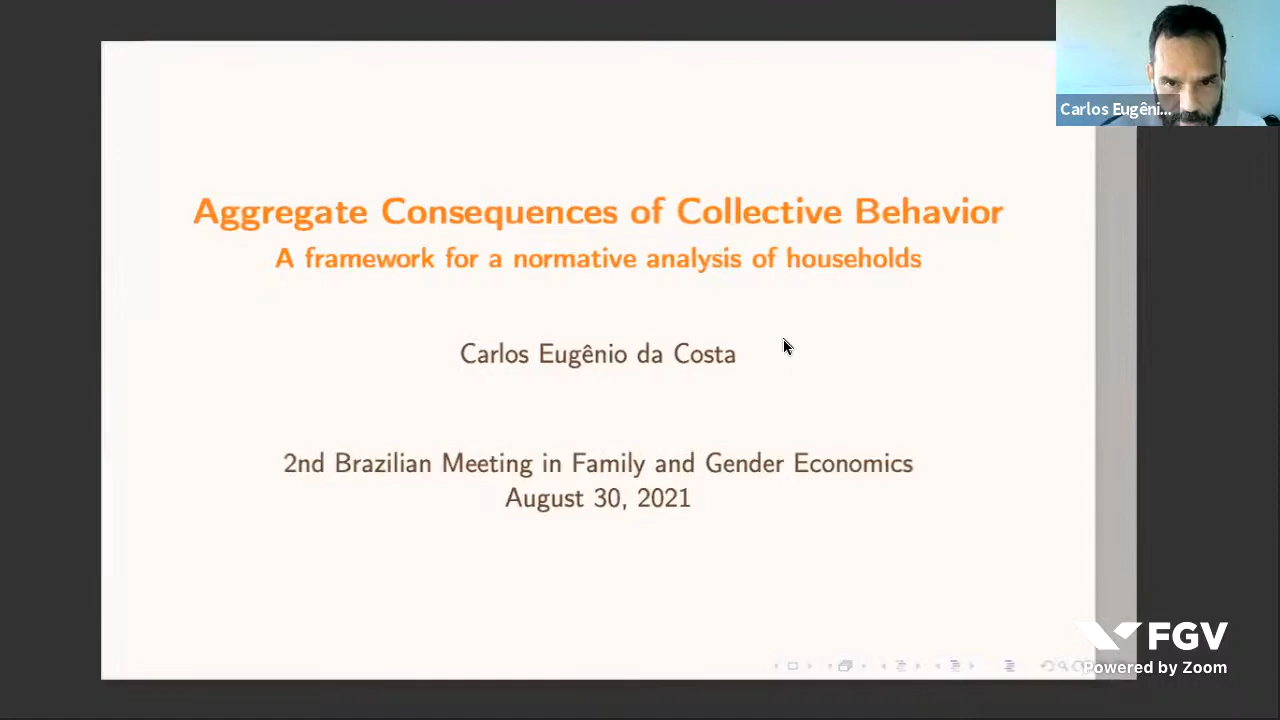 Aggregate Consequences of Collective Behavior
A framework for a normative analysis of households
Carlos Eugênio da Costa
2nd Brazilian Meeting in Family and Gender Economics
August 30, 2021
Carlos Eugêni...
FGV
Powered by Zoom